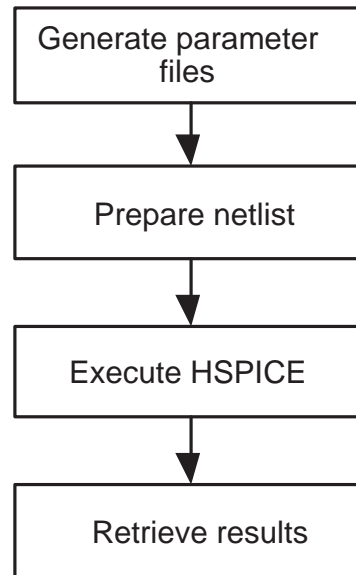 Generate parameter
files
Prepare netlist
Execute HSPICE
Retrieve results